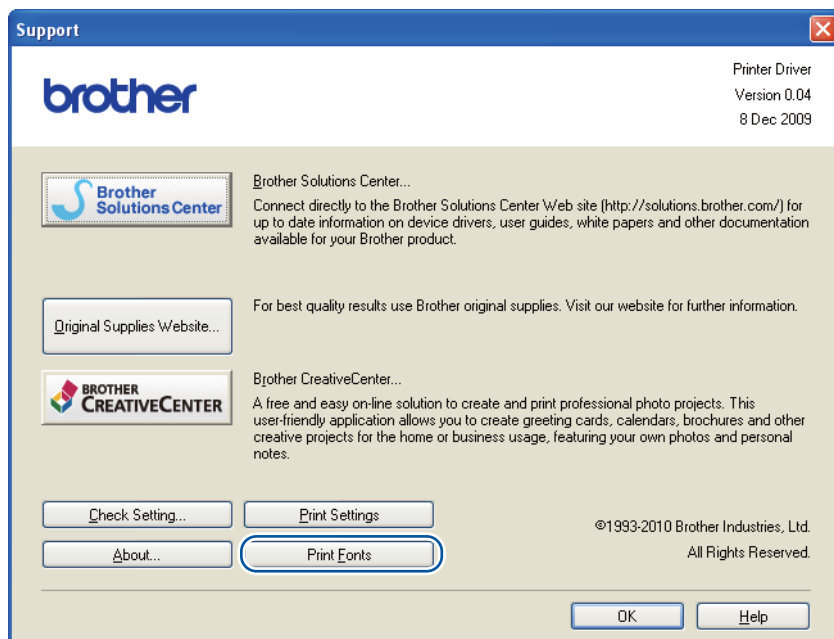 Support
brother
Printer Driver
Version 0.04
8 Dec 2009
Brother
Solutions Center
Brother Solutions Center...
Connect directly to the Brother Solutions Center Web site (http://solutions.brother.com/) for
up to date information on device drivers, user guides, white papers and other documentation
available for your Brother product.
Original Supplies Website...
For best quality results use Brother original supplies. Visit our website for further information.
BROTHER
CREATIVECENTER
Brother CreativeCenter...
A free and easy on-line solution to create and print professional photo projects. This
user-friendly application allows you to create greeting cards, calendars, brochures and other
creative projects for the home or business usage, featuring your own photos and personal
notes.
Check Setting...
Print Settings
About...
Print Fonts
©1993-2010 Brother Industries, Ltd.
All Rights Reserved.
OK
Help